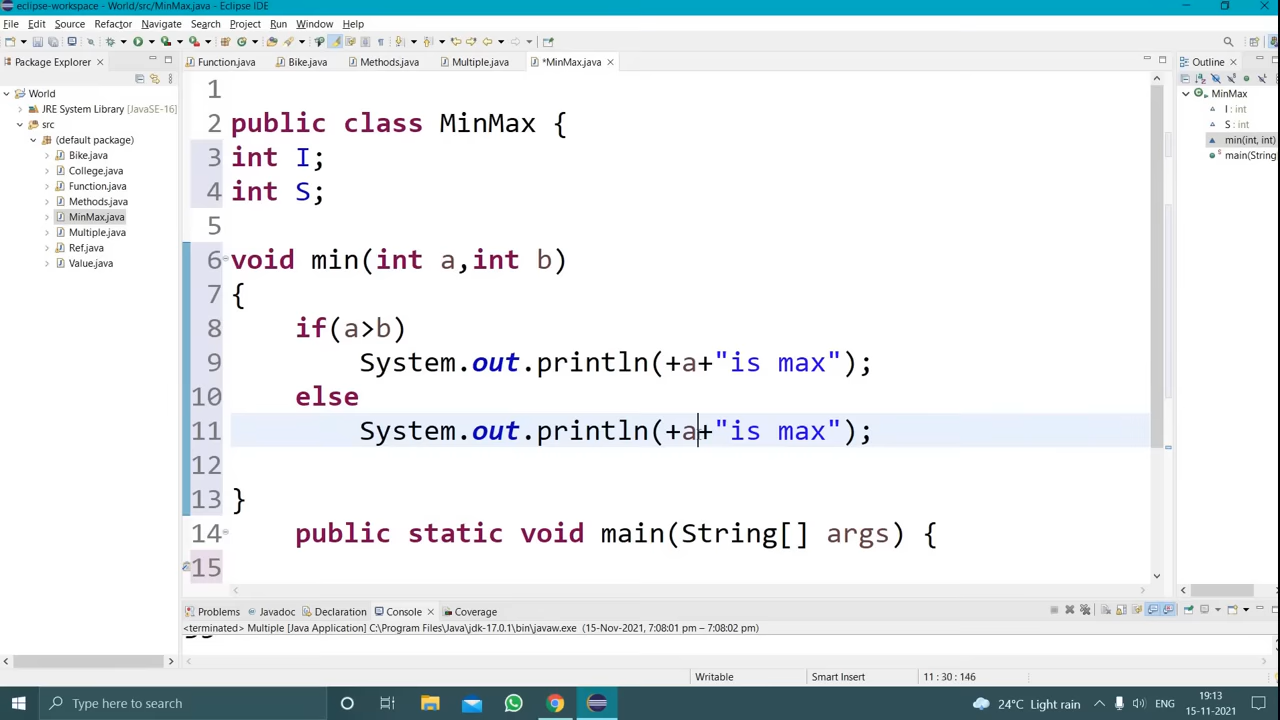 eclipse-workspace - World/src/MinMax.java - Eclipse IDE
File Edit Source Refactor Navigate Search Project Run Window Help
Package Explorer
Function.java Bike.java Methods.java Multiple.java *MinMax.java
Outline
World
JRE System Library [JavaSE-16]
src
(default package)
Bike.java
College.java
Function.java
Methods.java
MinMax.java
Multiple.java
Ref.java
Value.java
1
2 public class MinMax {
3 int I;
4 int S;
5
6 void min(int a,int b)
7 {
8 if(a>b)
9 System.out.println(+a+"is max");
10 else
11 System.out.println(+a+"is max");
12
13 }
14 public static void main(String[] args) {
15
MinMax
I : int
S : int
min(int, int)
main(String
Problems Javadoc Declaration Console Coverage
<terminated> Multiple [Java Application] C:\Program Files\Java\jdk-17.0.1\bin\javaw.exe (15-Nov-2021, 7:08:01 pm – 7:08:02 pm)
Writable Smart Insert 11 : 30 : 146
Type here to search
24°C Light rain
19:13
15-11-2021